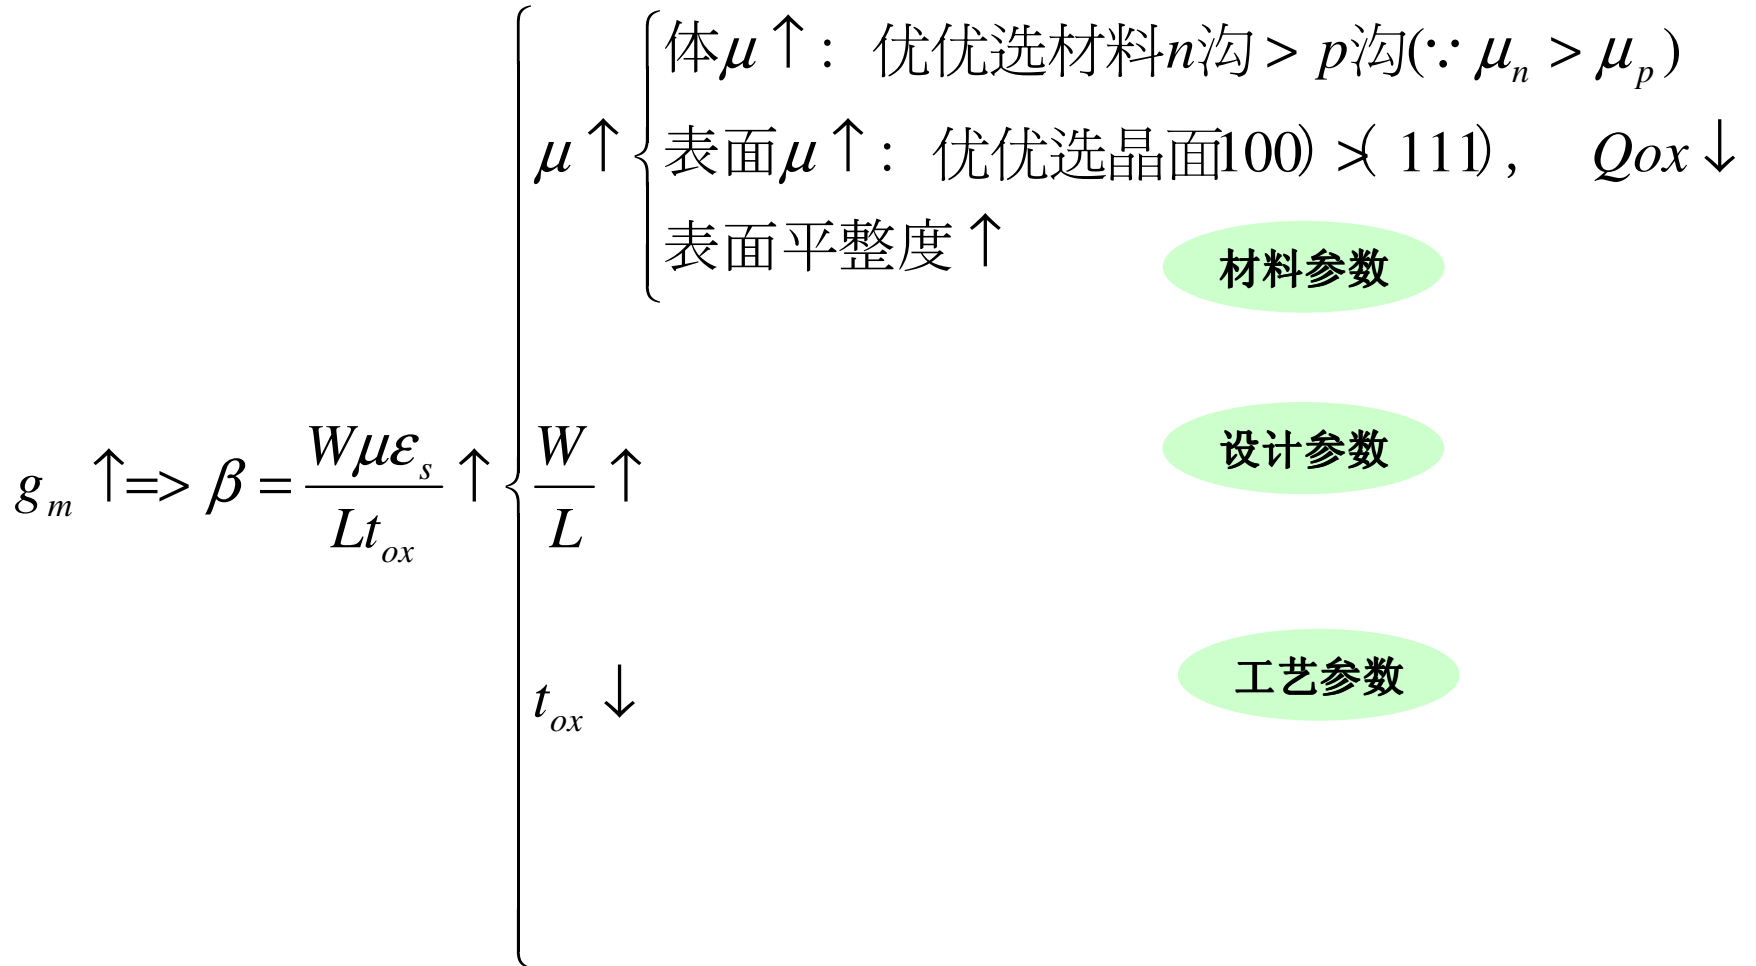 体μ↑：优优选材料n沟 > p沟(∵ μn > μp)
μ↑ 表面μ↑：优优选晶面100) >( 111), Qox↓
表面平整度↑
材料参数
gm ↑=> β = Wμεs / Ltox ↑ W / L ↑
设计参数
tox ↓
工艺参数